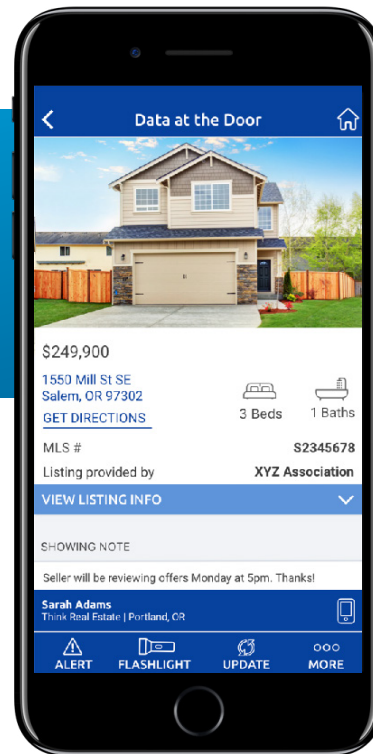 Data at the Door
$249,900
1550 Mill St SE
Salem, OR 97302
GET DIRECTIONS
3 Beds
1 Baths
MLS # S2345678
Listing provided by XYZ Association
VIEW LISTING INFO
SHOWING NOTE
Seller will be reviewing offers Monday at 5pm. Thanks!
Sarah Adams
Think Real Estate | Portland, OR
ALERT FLASHLIGHT UPDATE MORE